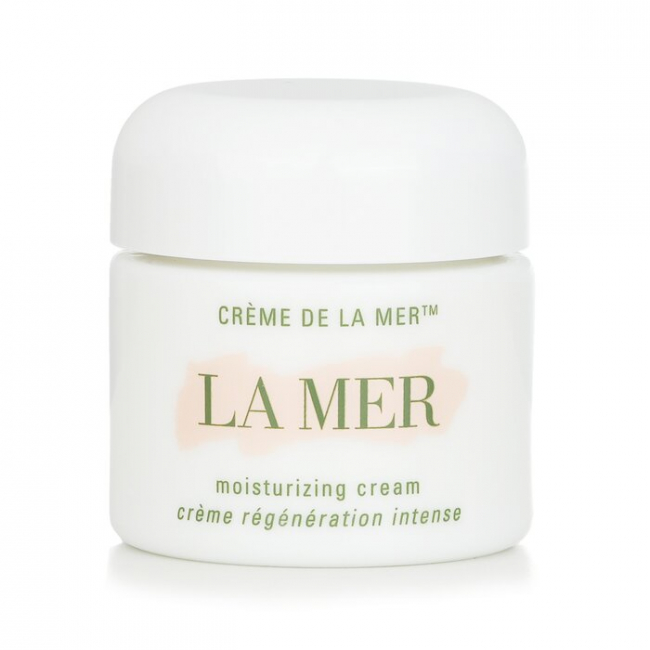 CRÈME DE LA MER™
LA MER
moisturizing cream
crème régénération intense